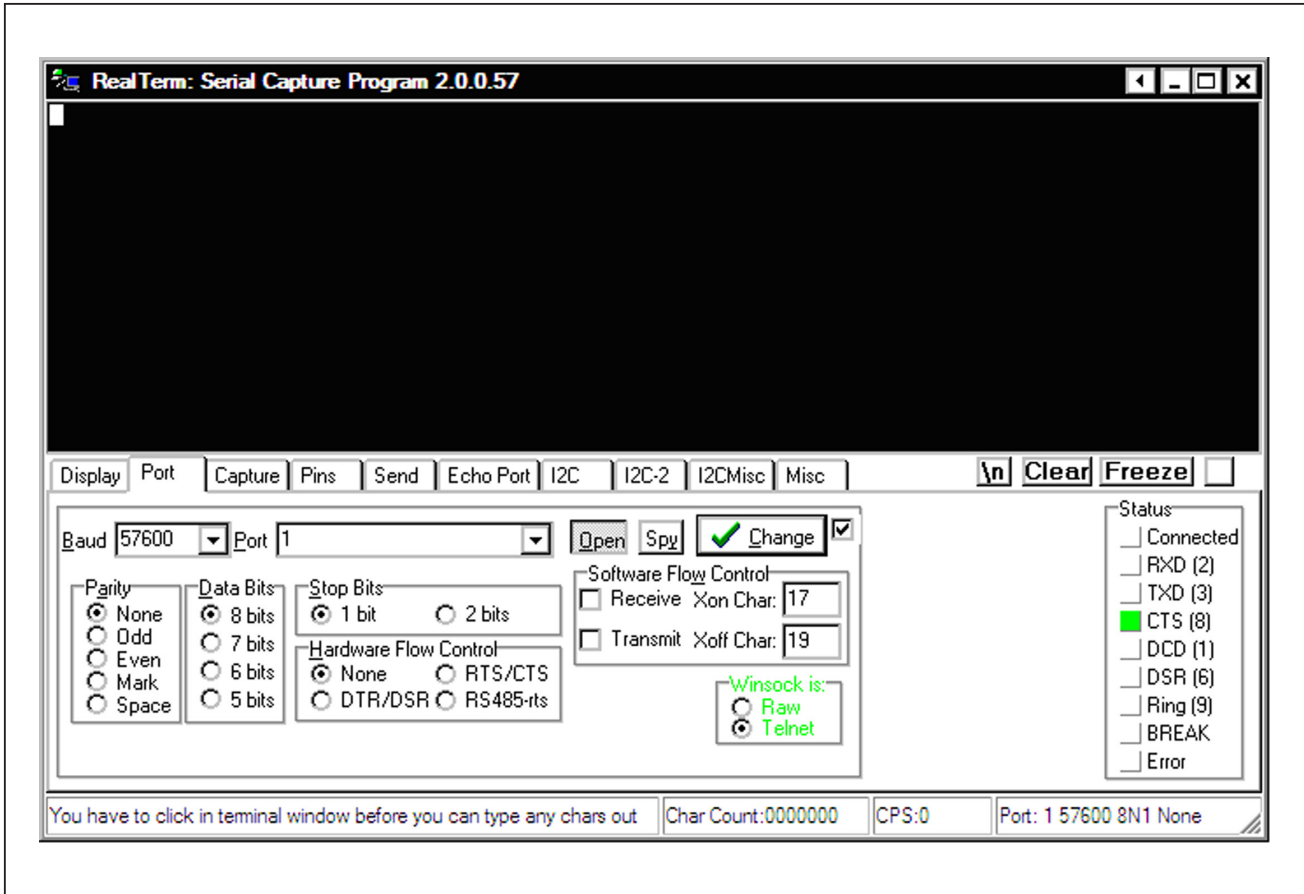 RealTerm: Serial Capture Program 2.0.0.57
Display Port Capture Pins Send Echo Port I2C I2C-2 I2CMisc Misc \n Clear Freeze
Baud 57600 Port 1 Open Spy Change
Parity
None
Odd
Even
Mark
Space
Data Bits
8 bits
7 bits
6 bits
5 bits
Stop Bits
1 bit 2 bits
Hardware Flow Control
None RTS/CTS
DTR/DSR RS485-rts
Software Flow Control
Receive Xon Char: 17
Transmit Xoff Char: 19
Winsock is:
Raw
Telnet
Status
Connected
RXD (2)
TXD (3)
CTS (8)
DCD (1)
DSR (6)
Ring (9)
BREAK
Error
You have to click in terminal window before you can type any chars out Char Count:0000000 CPS:0 Port: 1 57600 8N1 None